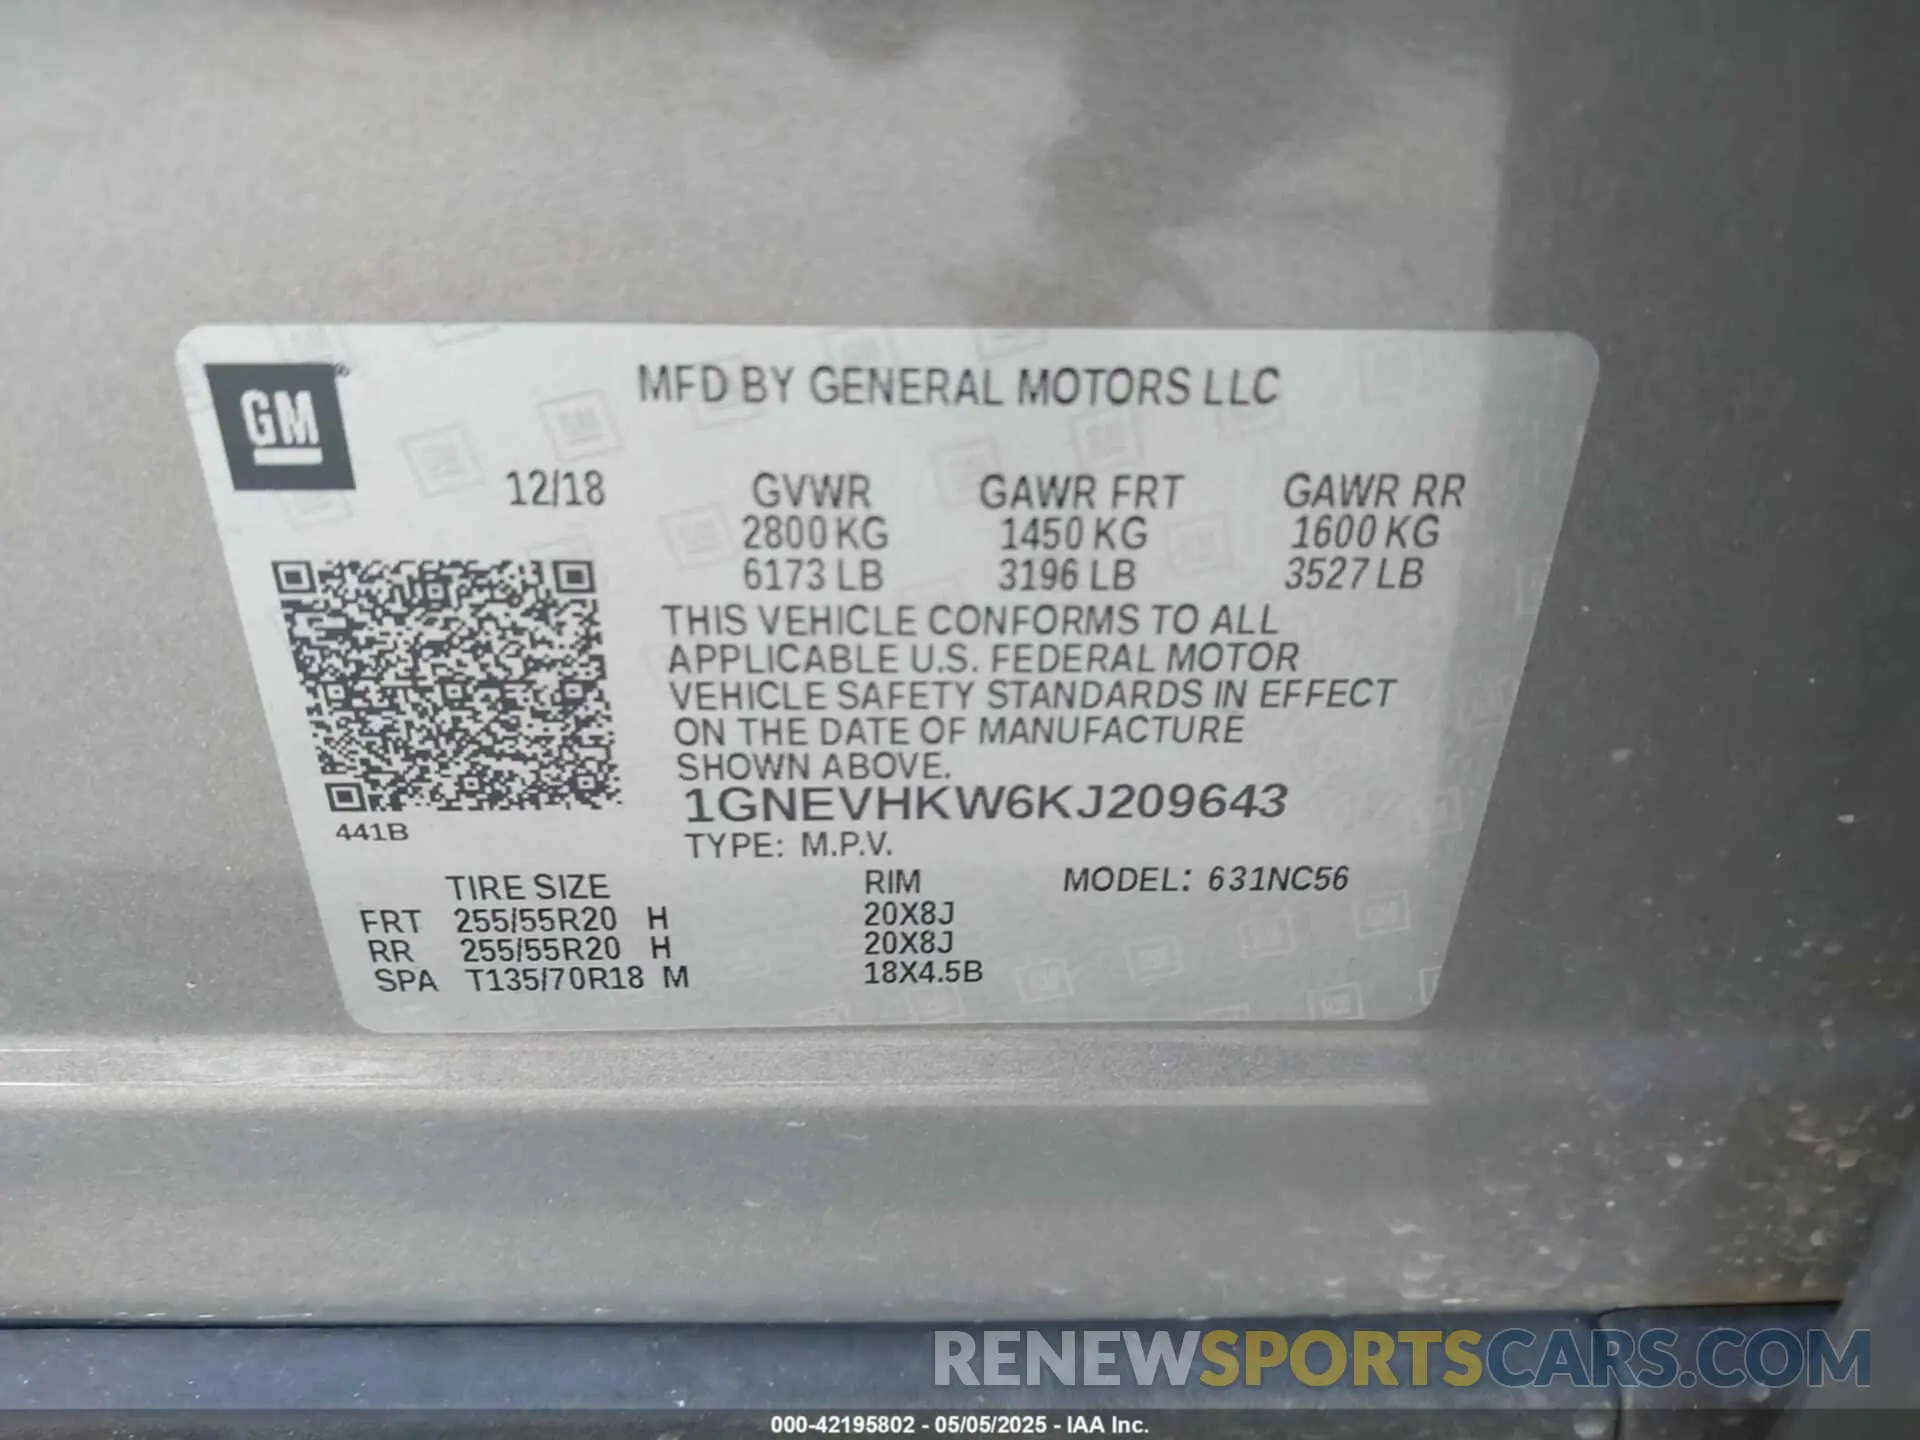 GM®
MFD BY GENERAL MOTORS LLC
12/18 GVWR GAWR FRT GAWR RR
2800 KG 1450 KG 1600 KG
6173 LB 3196 LB 3527 LB
THIS VEHICLE CONFORMS TO ALL
APPLICABLE U.S. FEDERAL MOTOR
VEHICLE SAFETY STANDARDS IN EFFECT
ON THE DATE OF MANUFACTURE
SHOWN ABOVE.
1GNEVHKW6KJ209643
441B
TYPE: M.P.V.
TIRE SIZE RIM MODEL: 631NC56
FRT 255/55R20 H 20X8J
RR 255/55R20 H 20X8J
SPA T135/70R18 M 18X4.5B
RENEWSPORTSCARS.COM
000-42195802 - 05/05/2025 - IAA Inc.